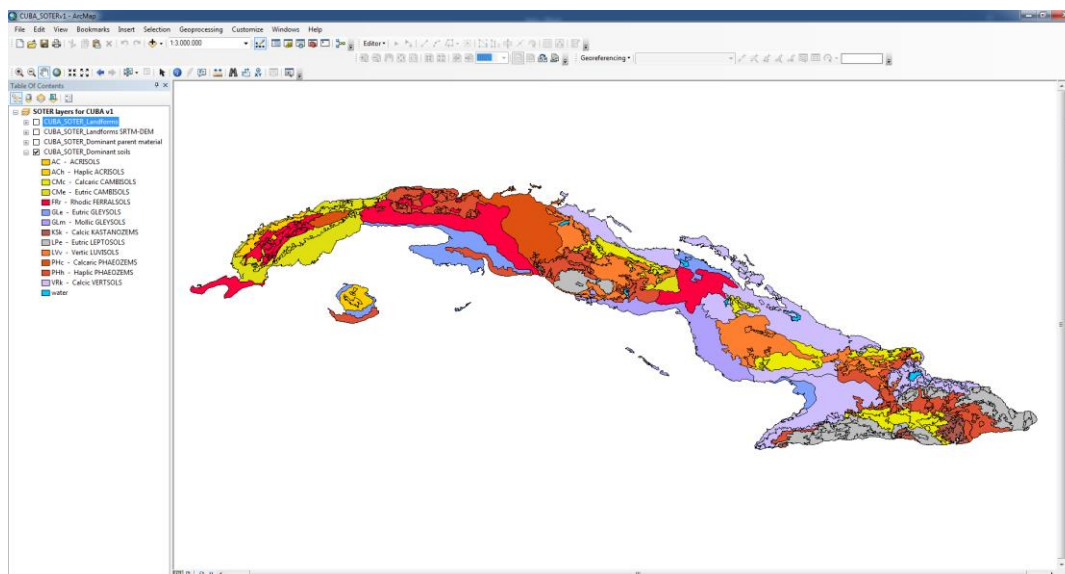 CUBA_SOTERv1 - ArcMap
File Edit View Bookmarks Insert Selection Geoprocessing Customize Windows Help
1:3.000.000
Editor
Georeferencing
Table Of Contents
SOTER layers for CUBA v1
CUBA_SOTER_Landforms
CUBA_SOTER_Landforms SRTM-DEM
CUBA_SOTER_Dominant parent material
CUBA_SOTER_Dominant soils
AC - ACRISOLS
ACh - Haplic ACRISOLS
CMc - Calcaric CAMBISOLS
CMe - Eutric CAMBISOLS
FRr - Rhodic FERRALSOLS
GLe - Eutric GLEYSOLS
GLm - Mollic GLEYSOLS
KSk - Calcic KASTANOZEMS
LPe - Eutric LEPTOSOLS
LVv - Vertic LUVISOLS
PHc - Calcaric PHAEOZEMS
PHh - Haplic PHAEOZEMS
VRk - Calcic VERTSOLS
water